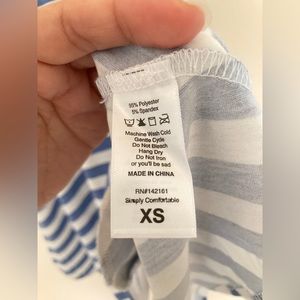 95% Polyester
5% Spandex
Machine Wash Cold
Gentle Cycle
Do Not Bleach
Hang Dry
Do Not Iron
or you'll be sad
MADE IN CHINA
RN#142161
Simply Comfortable
XS